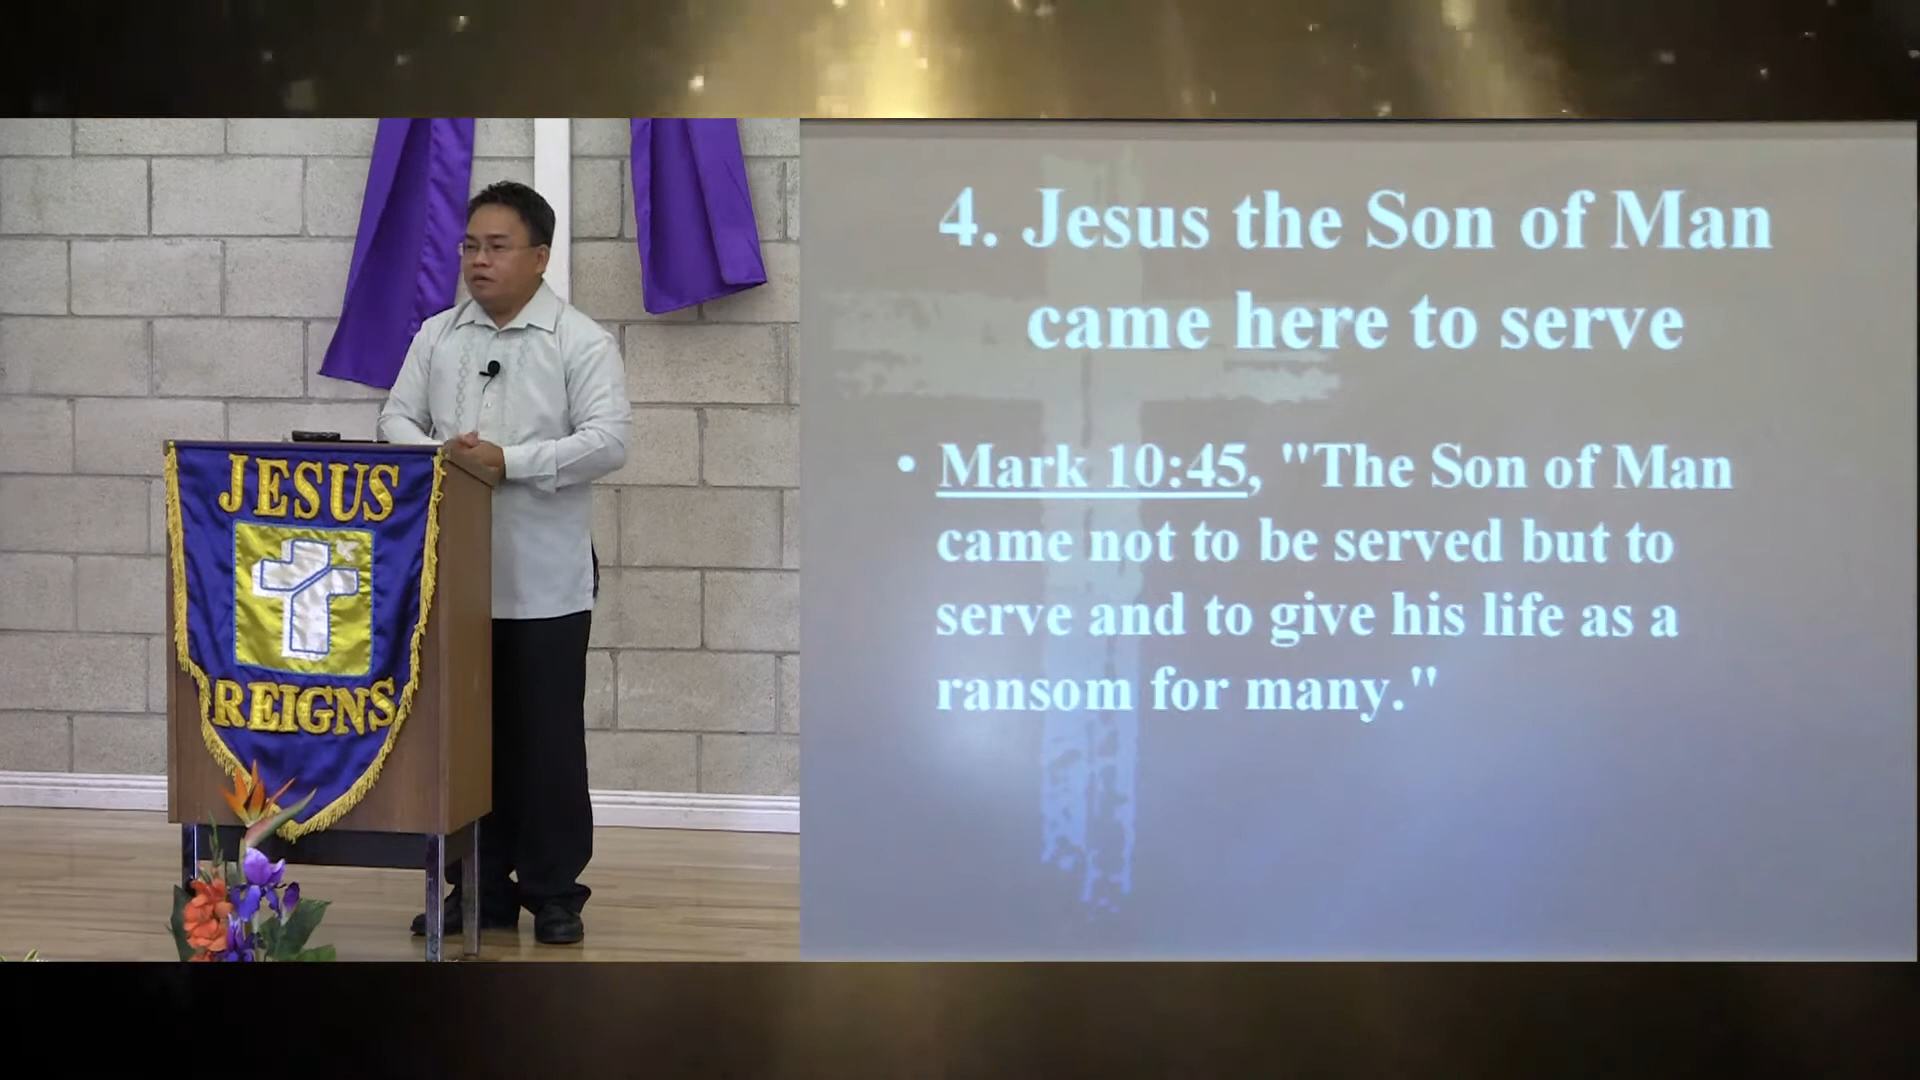 JESUS
REIGNS
4. Jesus the Son of Man
came here to serve
• Mark 10:45, "The Son of Man
came not to be served but to
serve and to give his life as a
ransom for many."